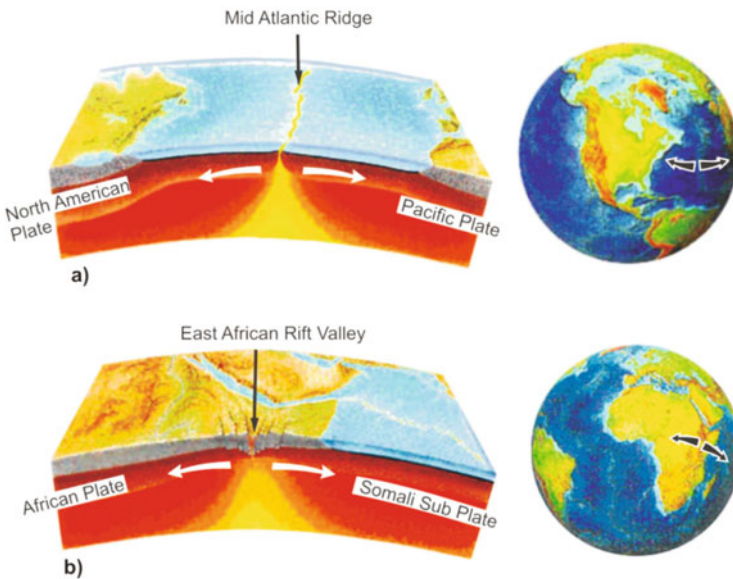 Mid Atlantic Ridge
North American
Plate
Pacific Plate
a)
East African Rift Valley
African Plate
Somali Sub Plate
b)